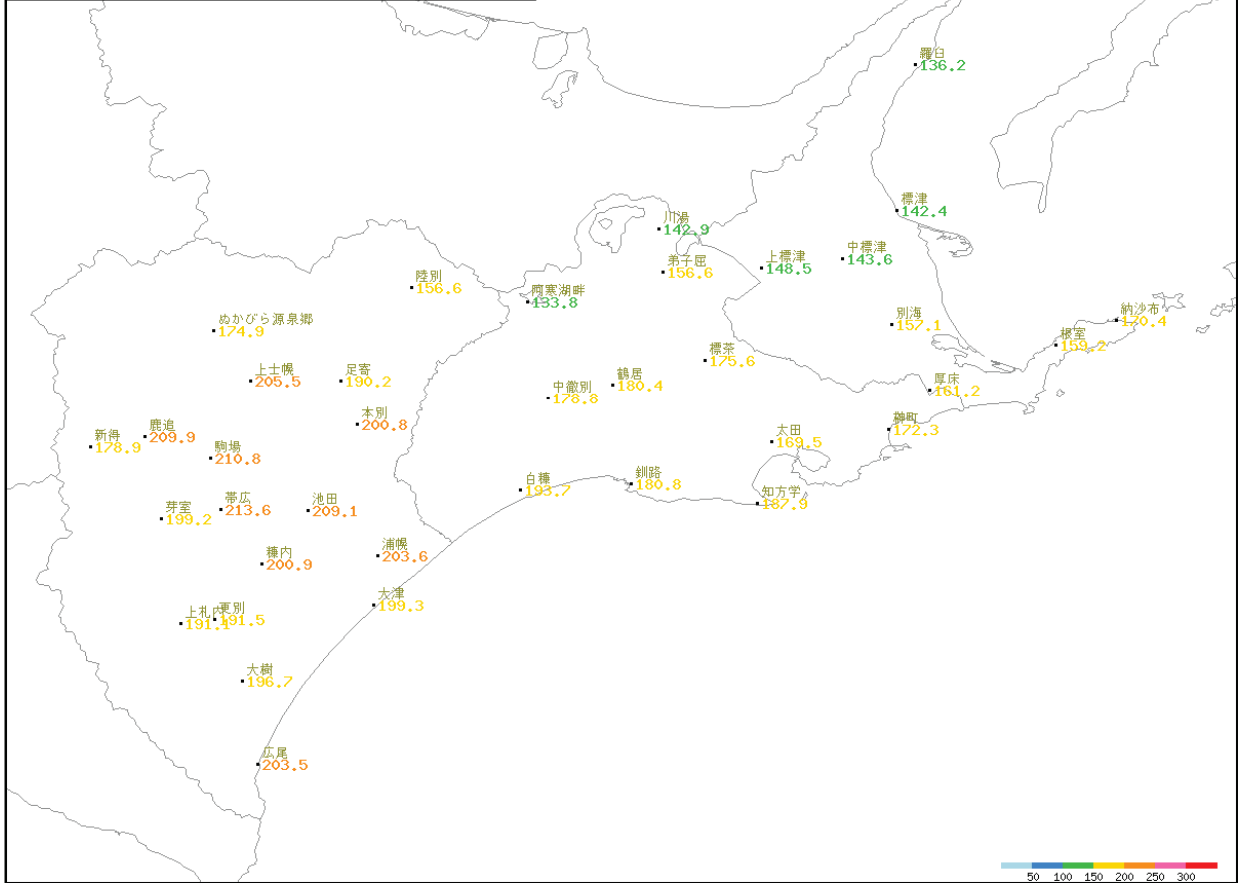 羅臼
136.2
標津
142.4
川湯
142.9
中標津
143.6
上標津
148.5
弟子屈
156.6
陸別
156.6
阿寒湖畔
133.8
納沙布
170.4
別海
157.1
ぬかびら源泉郷
174.9
根室
159.2
標茶
175.6
上士幌
205.5
足寄
190.2
鶴居
180.4
中徹別
178.8
厚床
161.2
本別
200.8
鹿追
209.9
新得
178.9
榊町
172.3
太田
169.5
駒場
210.8
釧路
180.8
白糠
193.7
知方学
187.9
帯広
213.6
池田
209.1
芽室
199.2
浦幌
203.6
糠内
200.9
大津
199.3
上札内
191.1
更別
191.5
大樹
196.7
広尾
203.5
50 100 150 200 250 300